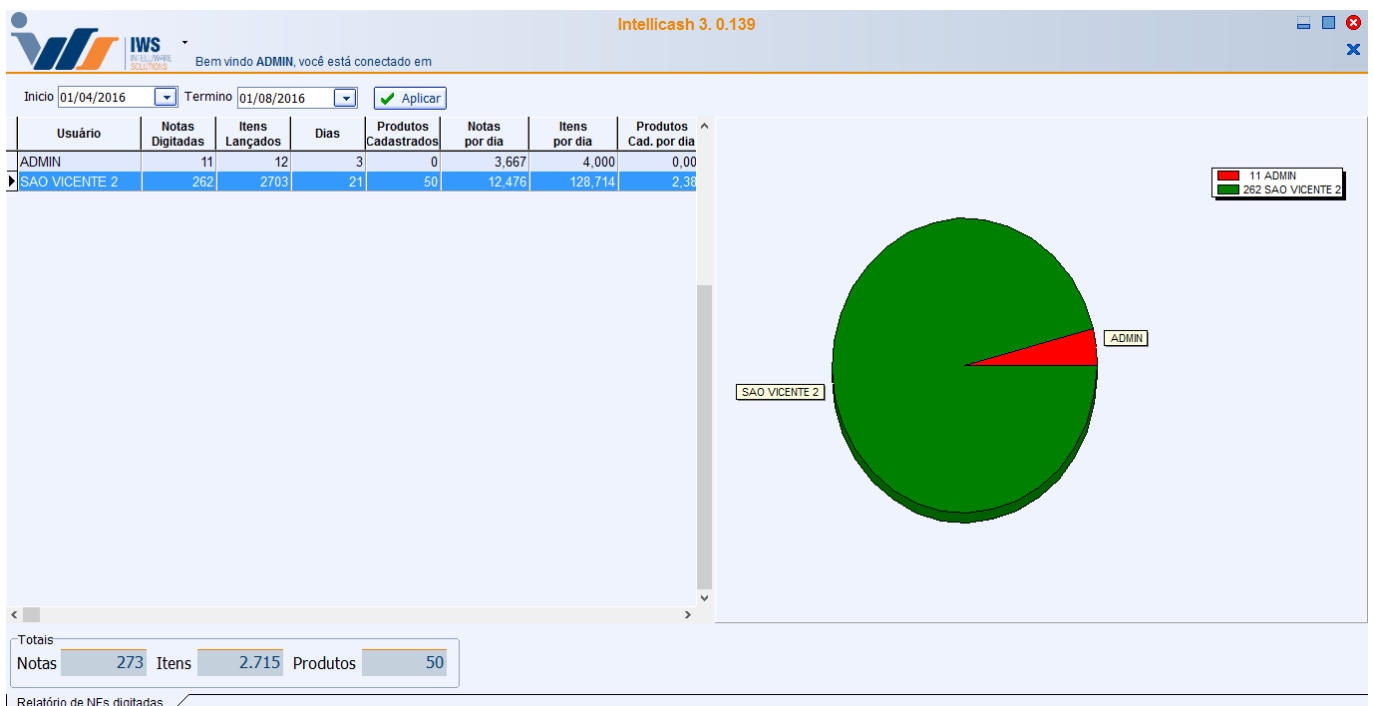 Intellicash 3. 0.139
IWS
INTELLIWARE
SOLUTIONS
Bem vindo ADMIN, você está conectado em
Inicio 01/04/2016 Termino 01/08/2016 Aplicar
Usuário Notas Digitadas Itens Lançados Dias Produtos Cadastrados Notas por dia Itens por dia Produtos Cad. por dia
ADMIN 11 12 3 0 3,667 4,000 0,00
SAO VICENTE 2 262 2703 21 50 12,476 128,714 2,38
11 ADMIN
262 SAO VICENTE 2
ADMIN
SAO VICENTE 2
Totais
Notas 273 Itens 2.715 Produtos 50
Relatório de NFs digitadas